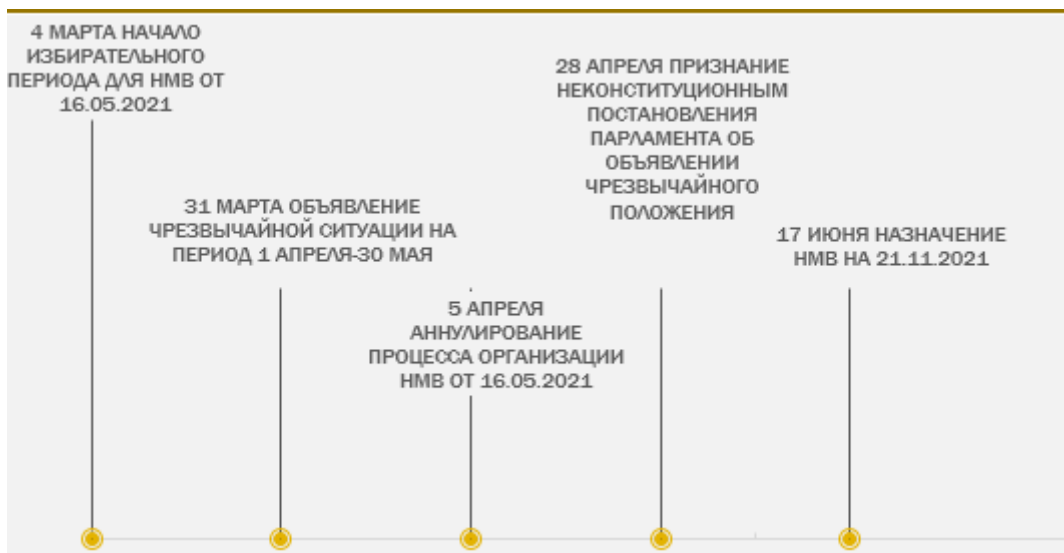 4 МАРТА НАЧАЛО
ИЗБИРАТЕЛЬНОГО
ПЕРИОДА ДЛЯ НМВ ОТ
16.05.2021
31 МАРТА ОБЪЯВЛЕНИЕ
ЧРЕЗВЫЧАЙНОЙ СИТУАЦИИ НА
ПЕРИОД 1 АПРЕЛЯ-30 МАЯ
5 АПРЕЛЯ
АННУЛИРОВАНИЕ
ПРОЦЕССА ОРГАНИЗАЦИИ
НМВ ОТ 16.05.2021
28 АПРЕЛЯ ПРИЗНАНИЕ
НЕКОНСТИТУЦИОННЫМ
ПОСТАНОВЛЕНИЯ
ПАРЛАМЕНТА ОБ
ОБЪЯВЛЕНИИ
ЧРЕЗВЫЧАЙНОГО
ПОЛОЖЕНИЯ
17 ИЮНЯ НАЗНАЧЕНИЕ
НМВ НА 21.11.2021